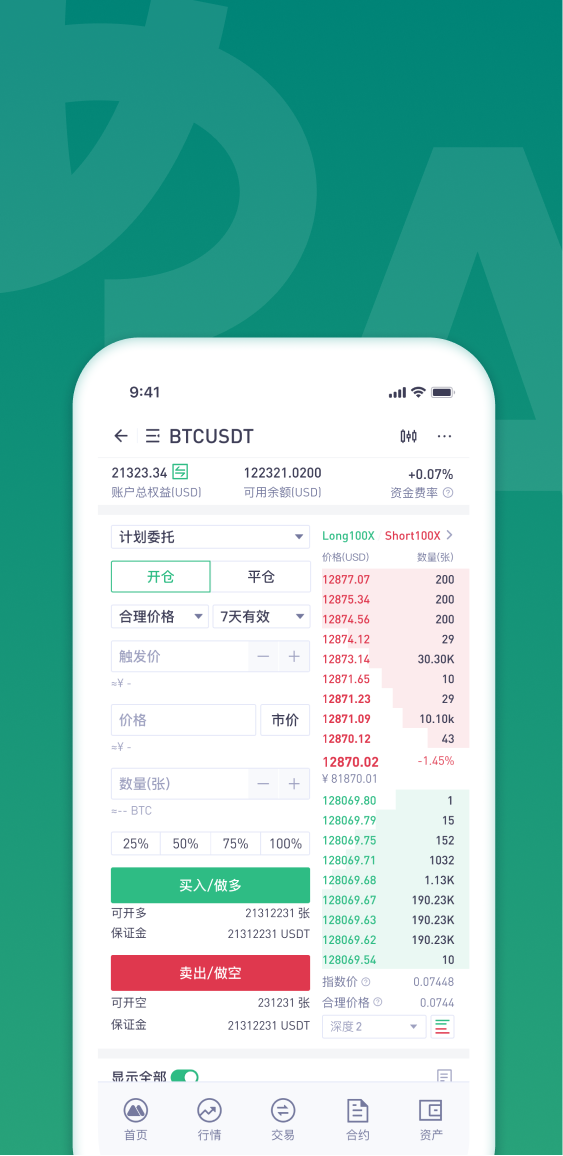 9:41
BTCUSDT
21323.34
122321.0200
+0.07%
账户总权益(USD)
可用余额(USD)
资金费率
计划委托
开仓
平仓
合理价格
7天有效
触发价
≈¥ -
价格
市价
≈¥ -
数量(张)
≈-- BTC
25%
50%
75%
100%
买入/做多
可开多
21312231 张
保证金
21312231 USDT
卖出/做空
可开空
231231 张
保证金
21312231 USDT
Long100X
Short100X
价格(USD)
数量(张)
12877.07 200
12875.34 200
12874.56 200
12874.12 29
12873.14 30.30K
12871.65 10
12871.23 29
12871.09 10.10k
12870.12 43
12870.02 -1.45%
¥ 81870.01
128069.80 1
128069.79 15
128069.75 152
128069.71 1032
128069.68 1.13K
128069.67 190.23K
128069.63 190.23K
128069.62 190.23K
128069.54 10
指数价 0.07448
合理价格 0.0744
深度 2
显示全部
首页
行情
交易
合约
资产